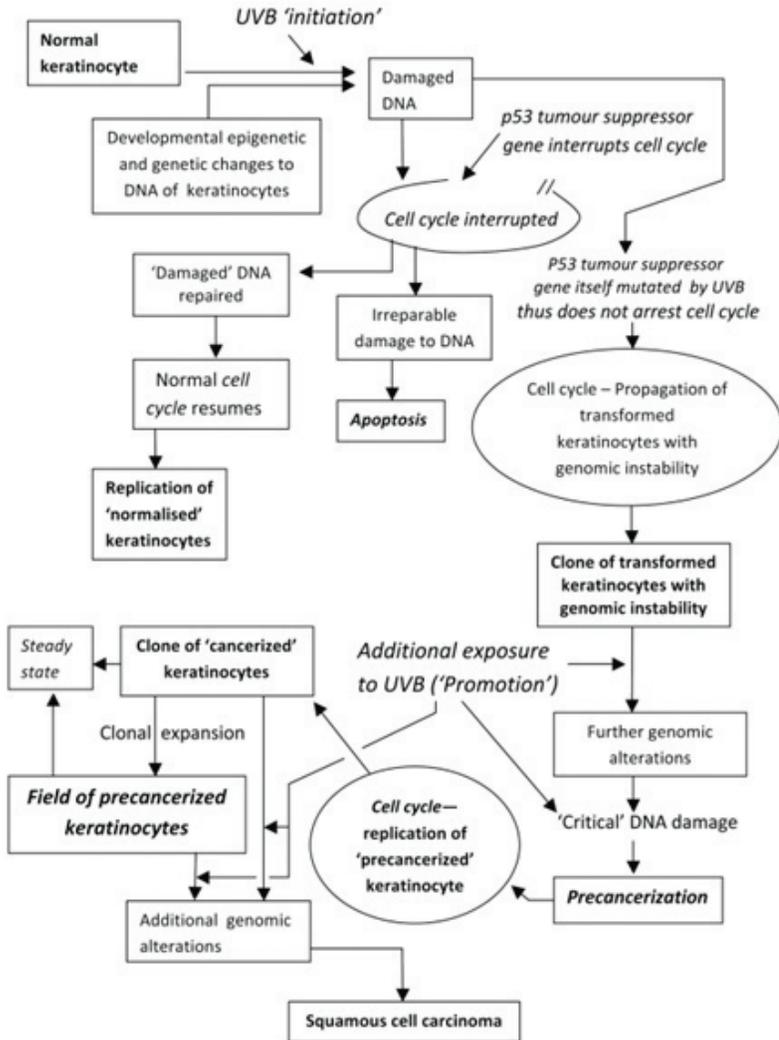 UVB ‘initiation’
Normal
keratinocyte
Damaged
DNA
Developmental epigenetic
and genetic changes to
DNA of keratinocytes
p53 tumour suppressor
gene interrupts cell cycle
Cell cycle interrupted
‘Damaged’ DNA
repaired
Irreparable
damage to DNA
P53 tumour suppressor
gene itself mutated by UVB
thus does not arrest cell cycle
Normal cell
cycle resumes
Apoptosis
Cell cycle – Propagation of
transformed
keratinocytes with
genomic instability
Replication of
‘normalised’
keratinocytes
Clone of transformed
keratinocytes with
genomic instability
Steady
state
Clone of ‘cancerized’
keratinocytes
Additional exposure
to UVB (‘Promotion’)
Clonal expansion
Further genomic
alterations
Field of precancerized
keratinocytes
Cell cycle—
replication of
‘precancerized’
keratinocyte
‘Critical’ DNA damage
Precancerization
Additional genomic
alterations
Squamous cell carcinoma